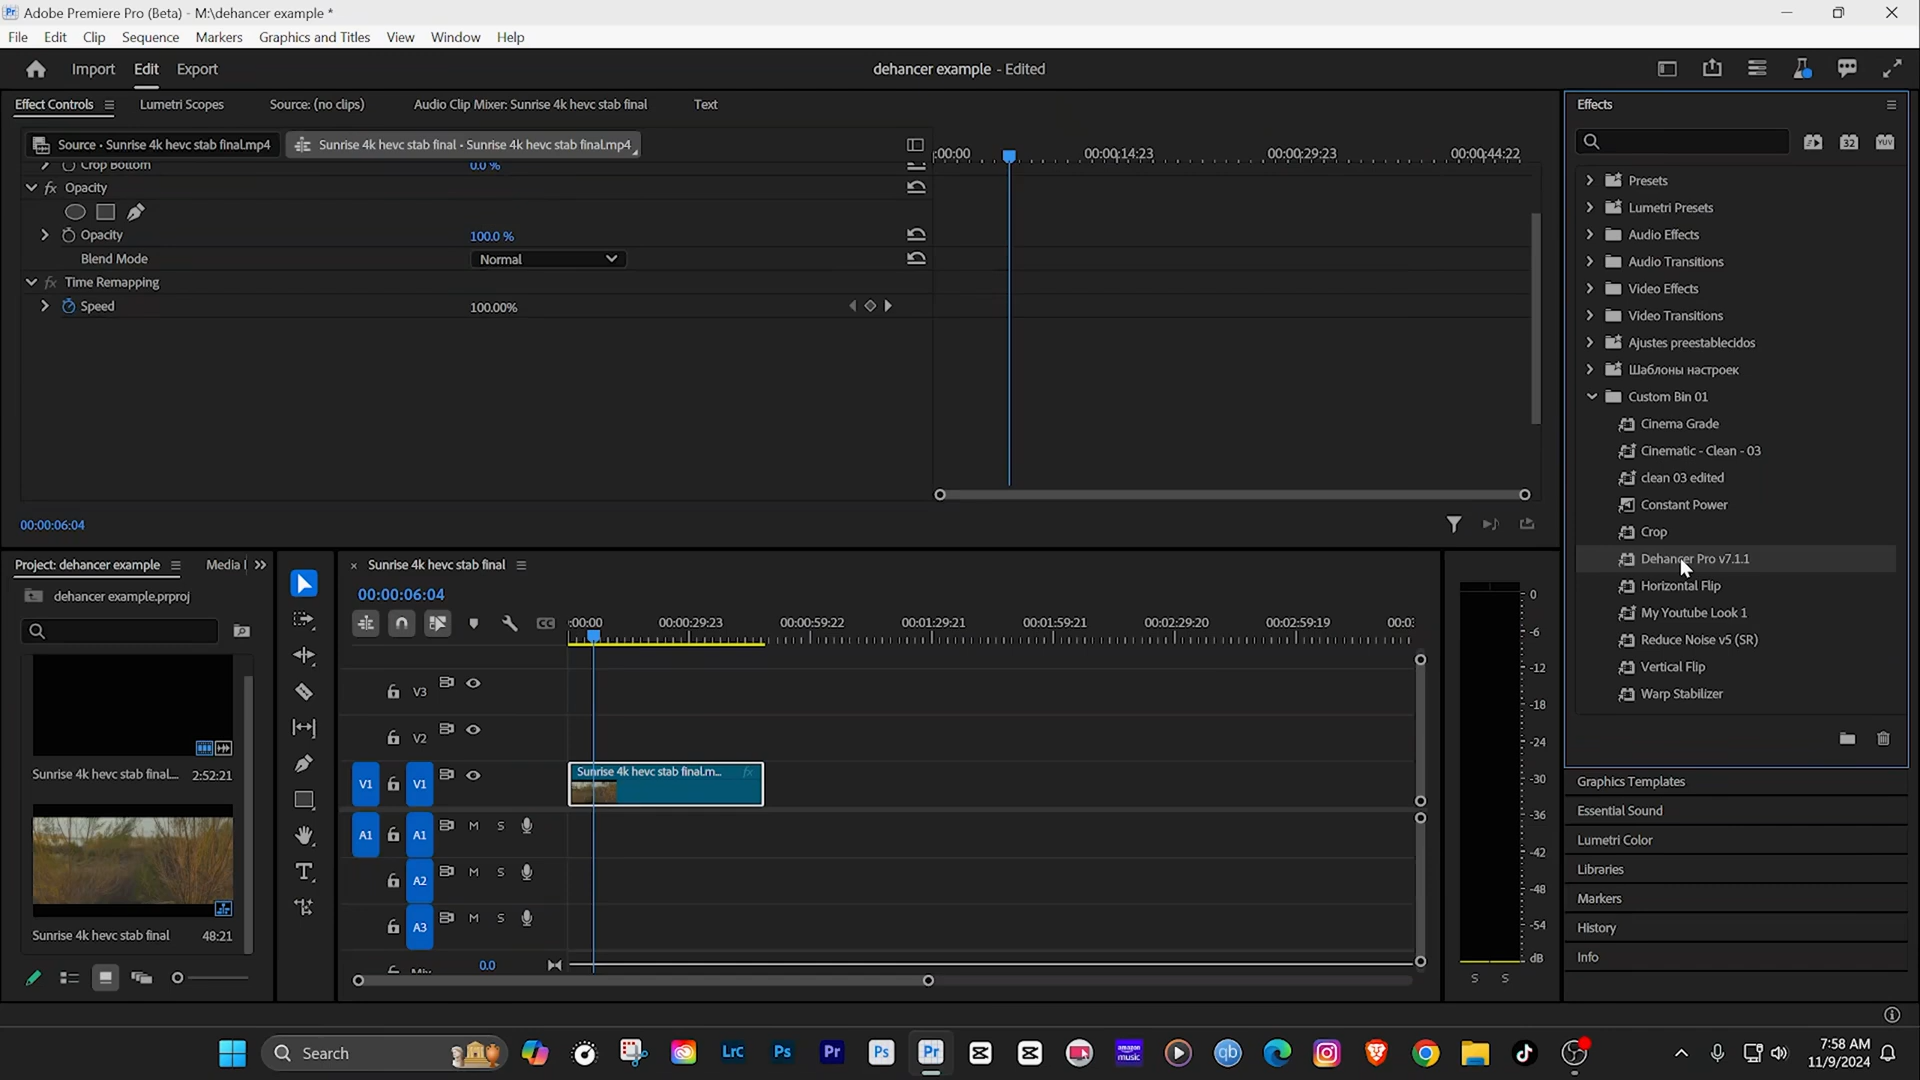 Adobe Premiere Pro (Beta) - M:\dehancer example *
File Edit Clip Sequence Markers Graphics and Titles View Window Help
Import Edit Export
dehancer example - Edited
Effect Controls
Lumetri Scopes
Source: (no clips)
Audio Clip Mixer: Sunrise 4k hevc stab final
Text
Source • Sunrise 4k hevc stab final.mp4
Sunrise 4k hevc stab final • Sunrise 4k hevc stab final.mp4
:00:00 00:00:14:23 00:00:29:23 00:00:44:22
Crop Bottom 0.0 %
fx Opacity
Opacity 100.0 %
Blend Mode Normal
fx Time Remapping
Speed 100.00%
00:00:06:04
Effects
32
YUV
Presets
Lumetri Presets
Audio Effects
Audio Transitions
Video Effects
Video Transitions
Ajustes preestablecidos
Шаблоны настроек
Custom Bin 01
Cinema Grade
Cinematic - Clean - 03
clean 03 edited
Constant Power
Crop
Dehancer Pro v7.1.1
Horizontal Flip
My Youtube Look 1
Reduce Noise v5 (SR)
Vertical Flip
Warp Stabilizer
Graphics Templates
Essential Sound
Lumetri Color
Libraries
Markers
History
Info
Project: dehancer example
Media
dehancer example.prproj
Sunrise 4k hevc stab final... 2:52:21
Sunrise 4k hevc stab final 48:21
× Sunrise 4k hevc stab final
00:00:06:04
CC
:00:00 00:00:29:23 00:00:59:22 00:01:29:21 00:01:59:21 00:02:29:20 00:02:59:19 00:0
V3
V2
V1 V1
Sunrise 4k hevc stab final.m... fx
A1 A1 M S
A2 M S
A3 M S
0.0
0
-6
-12
-18
-24
-30
-36
-42
-48
-54
dB
S S
Search
LrC
Ps
Pr
Ps
Pr
amazon music
qb
7:58 AM
11/9/2024